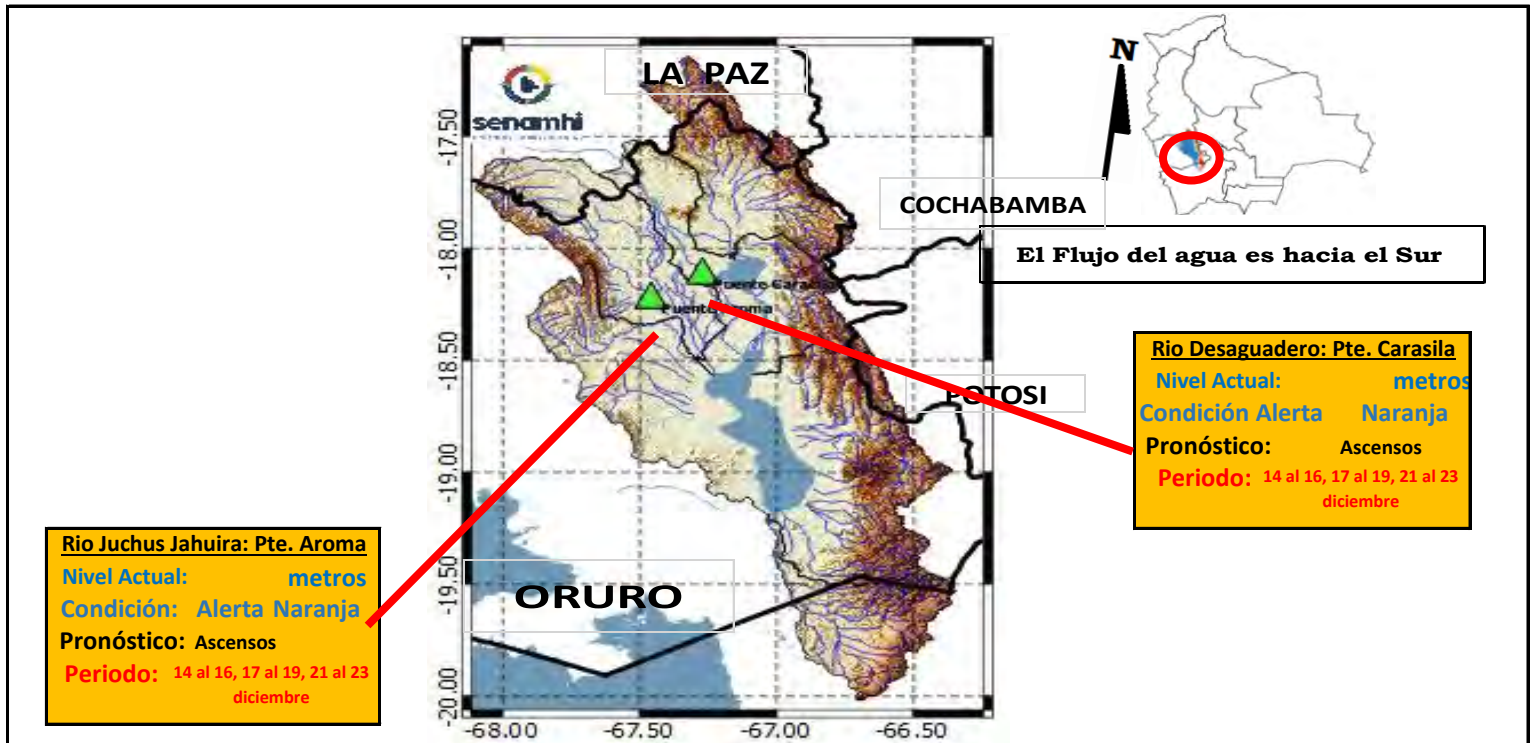 LA PAZ
senamhi
N
COCHABAMBA
El Flujo del agua es hacia el Sur
POTOSI
ORURO
-17.50
-18.00
-18.50
-19.00
-19.50
-20.00
-68.00
-67.50
-67.00
-66.50
Puente
Puente
Rio Desaguadero: Pte. Carasila
Nivel Actual: metros
Condición Alerta Naranja
Pronóstico: Ascensos
Periodo: 14 al 16, 17 al 19, 21 al 23
diciembre
Rio Juchus Jahuira: Pte. Aroma
Nivel Actual: metros
Condición: Alerta Naranja
Pronóstico: Ascensos
Periodo: 14 al 16, 17 al 19, 21 al 23
diciembre